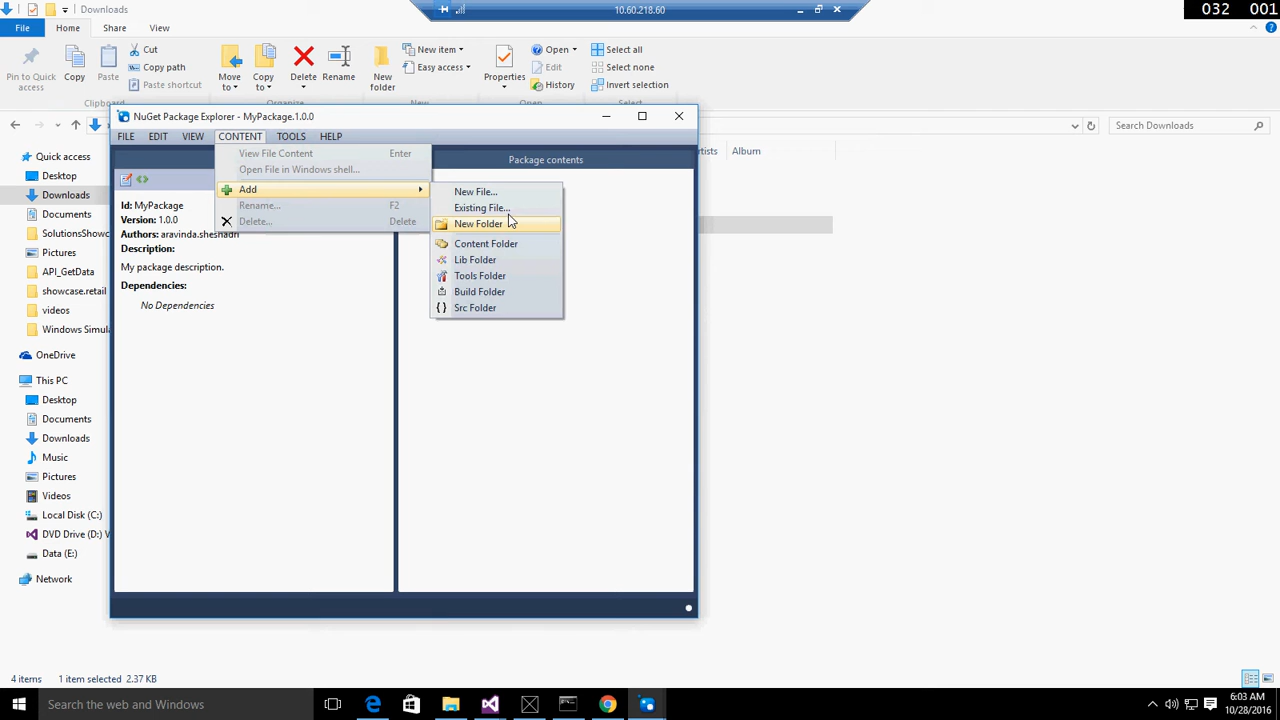 Downloads
10.60.218.60
032 001
File Home Share View
Pin to Quick access
Copy
Paste
Cut
Copy path
Paste shortcut
Move to
Copy to
Delete
Rename
New folder
New item
Easy access
Properties
Open
Edit
History
Select all
Select none
Invert selection
Clipboard
Organize
New
Open
Select
Search Downloads
Album
NuGet Package Explorer - MyPackage.1.0.0
FILE EDIT VIEW CONTENT TOOLS HELP
View File Content Enter
Open File in Windows shell...
Add
Rename... F2
Delete... Delete
New File...
Existing File...
New Folder
Content Folder
Lib Folder
Tools Folder
Build Folder
Src Folder
Package contents
Id: MyPackage
Version: 1.0.0
Authors: aravinda.sheshadri
Description:
My package description.
Dependencies:
No Dependencies
Quick access
Desktop
Downloads
Documents
SolutionsShowc
Pictures
API_GetData
showcase.retail
videos
Windows Simula
OneDrive
This PC
Desktop
Documents
Downloads
Music
Pictures
Videos
Local Disk (C:)
DVD Drive (D:) V
Data (E:)
Network
4 items 1 item selected 2.37 KB
Search the web and Windows
6:03 AM
10/28/2016